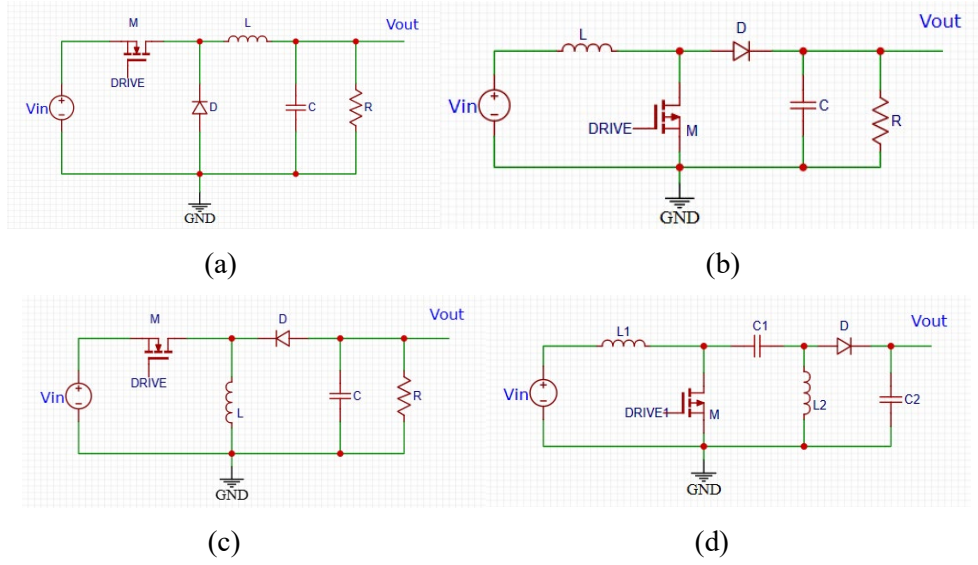 M
L
Vout
DRIVE
Vin
D
C
R
GND
(a)
L
D
Vout
Vin
DRIVE
M
C
R
GND
(b)
M
D
Vout
DRIVE
Vin
L
C
R
GND
(c)
L1
C1
D
Vout
Vin
DRIVE1
M
L2
C2
GND
(d)